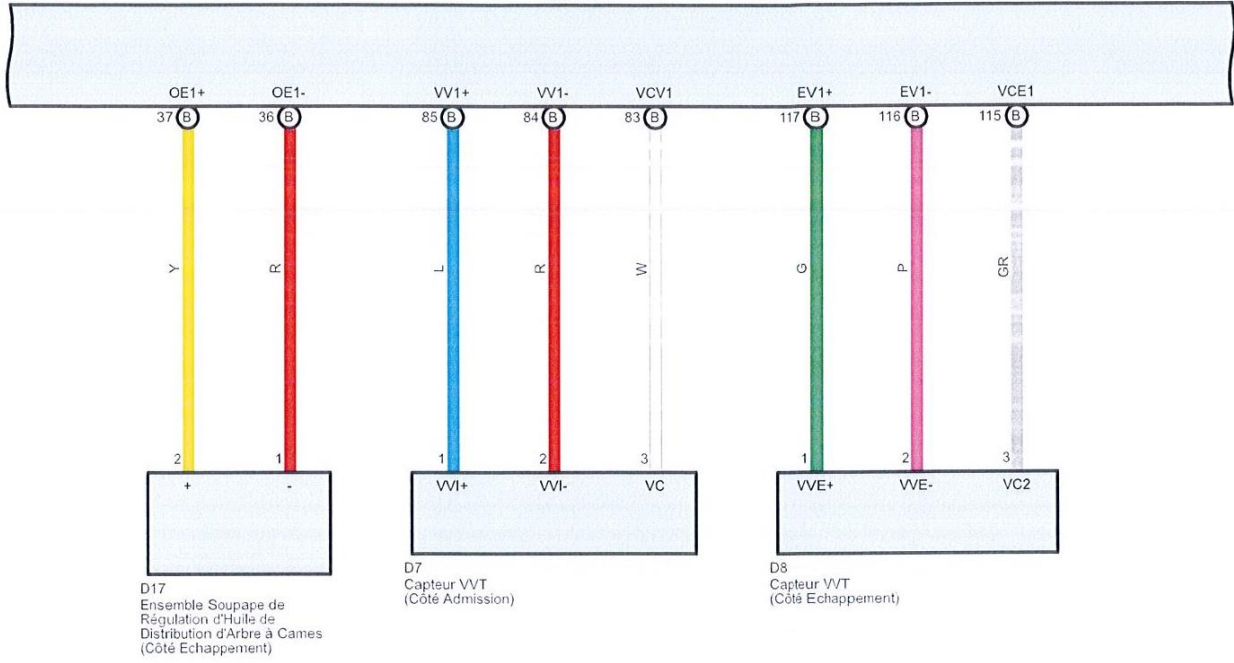 OE1+ OE1- VV1+ VV1- VCV1 EV1+ EV1- VCE1
37 B 36 B 85 B 84 B 83 B 117 B 116 B 115 B
Y R L R W G P GR
2 1 1 2 3 1 2 3
+ - VVI+ VVI- VC VVE+ VVE- VC2
D17
Ensemble Soupape de
Régulation d'Huile de
Distribution d'Arbre à Cames
(Côté Echappement)
D7
Capteur VVT
(Côté Admission)
D8
Capteur VVT
(Côté Echappement)